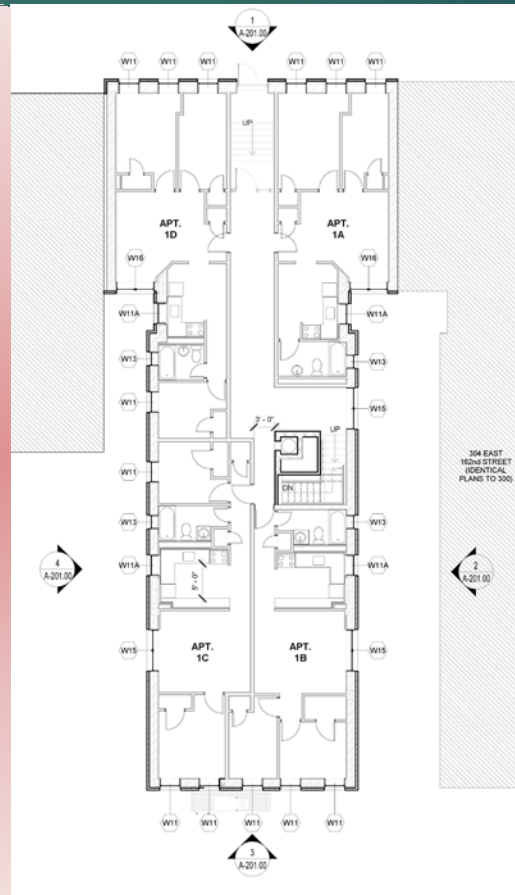 1
A-201.00
W11
W11
W11
W11
W11
W11
UP
APT.
1D
APT.
1A
W16
W16
W11A
W11A
W13
W13
W11
W15
3' - 0"
UP
304 EAST
162nd STREET
(IDENTICAL
PLANS TO 300)
W11
DN
W13
W13
4
A-201.00
W11A
5' - 0"
W11A
2
A-201.00
W15
APT.
1C
APT.
1B
W15
W11
W11
W11
W11
W11
3
A-201.00